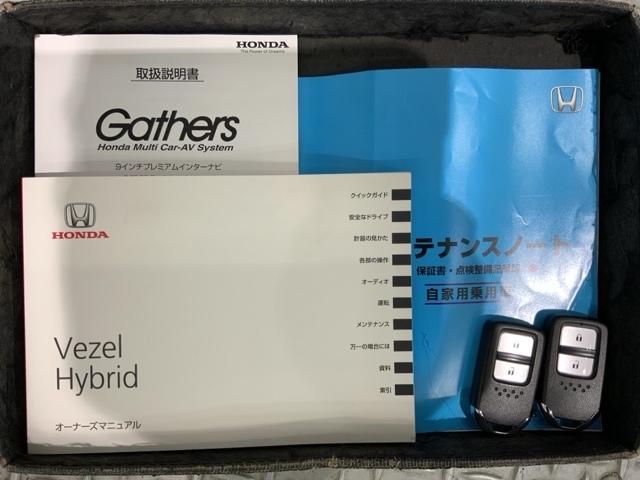 HONDA
The Power of Dreams
取扱説明書
Gathers
Honda Multi Car-AV System
9インチプレミアムインターナビ
HONDA
Vezel
Hybrid
オーナーズマニュアル
クイックガイド
安全なドライブ
計器の見かた
各部の操作
オーディオ
運転
メンテナンス
万一の場合には
資料
索引
テナンスノート
保証書・点検整備記録簿
自家用乗用